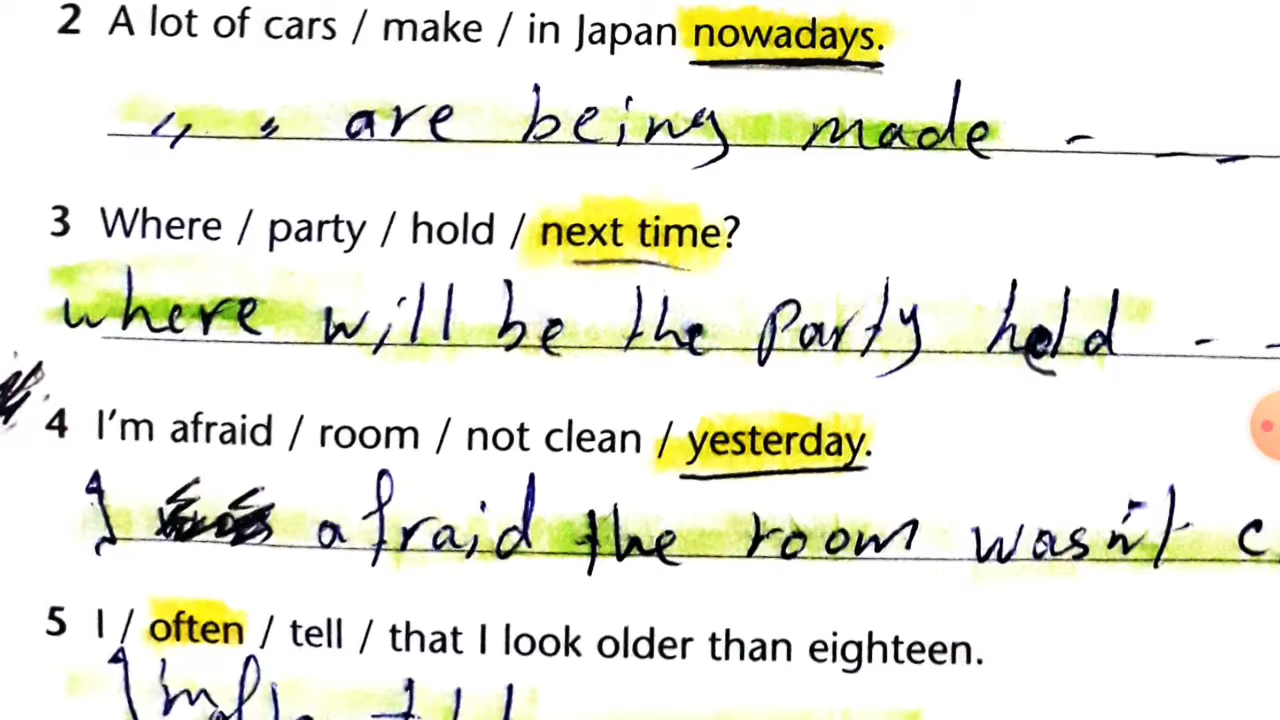 2 A lot of cars / make / in Japan nowadays.
" " are being made - - -
3 Where / party / hold / next time?
where will be the party held - -
4 I'm afraid / room / not clean / yesterday.
I afraid the room wasn't c
5 I / often / tell / that I look older than eighteen.